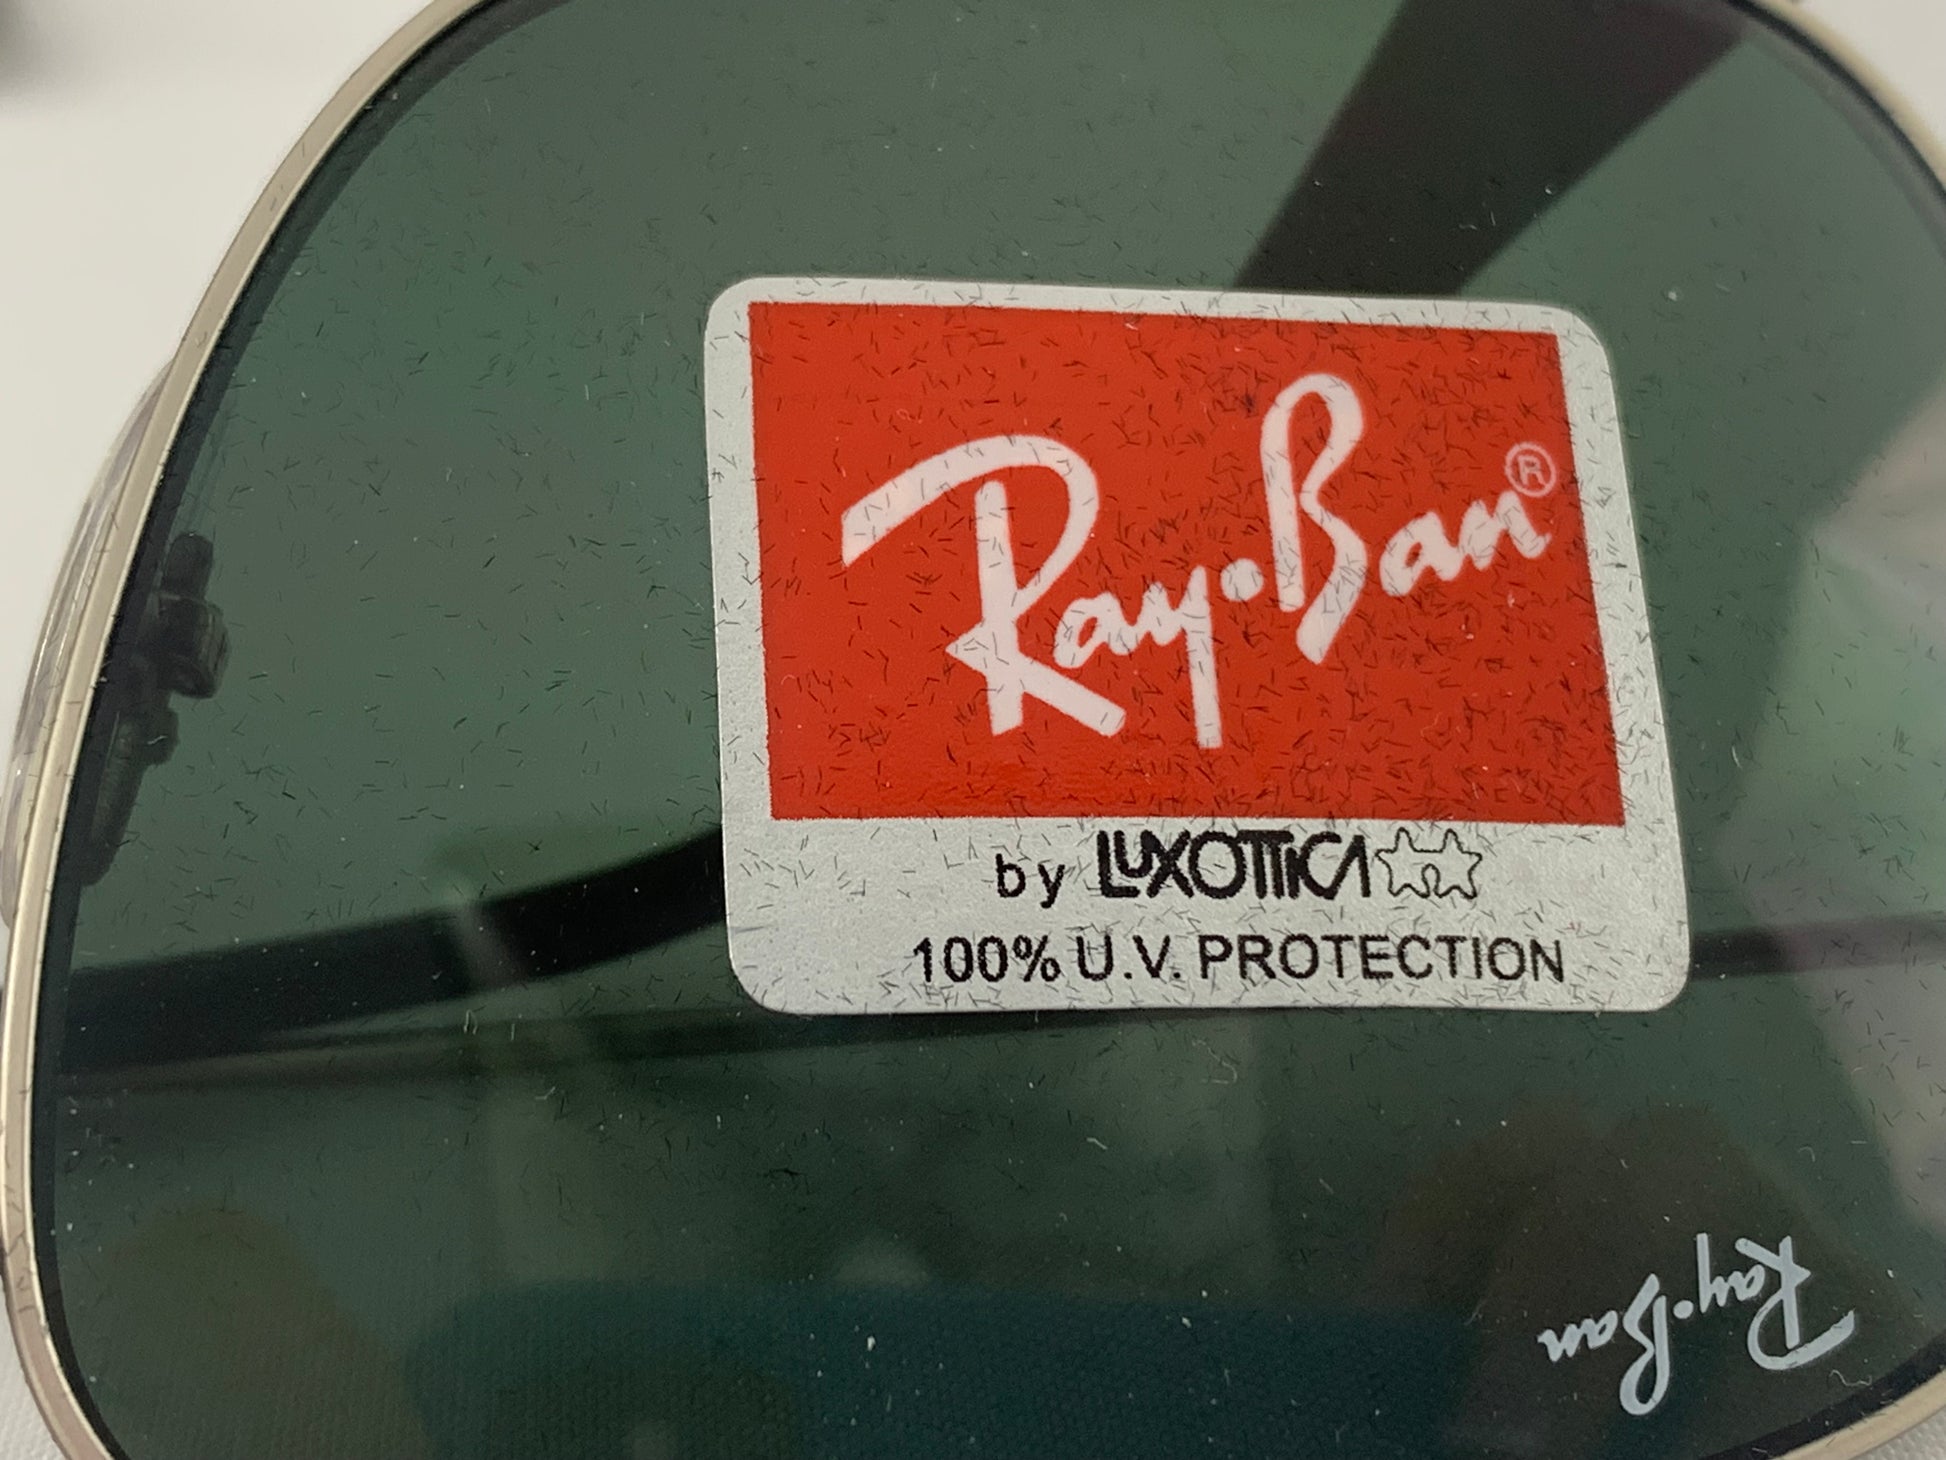 Ray·Ban®
by LUXOTTICA
100% U.V. PROTECTION
Ray·Ban